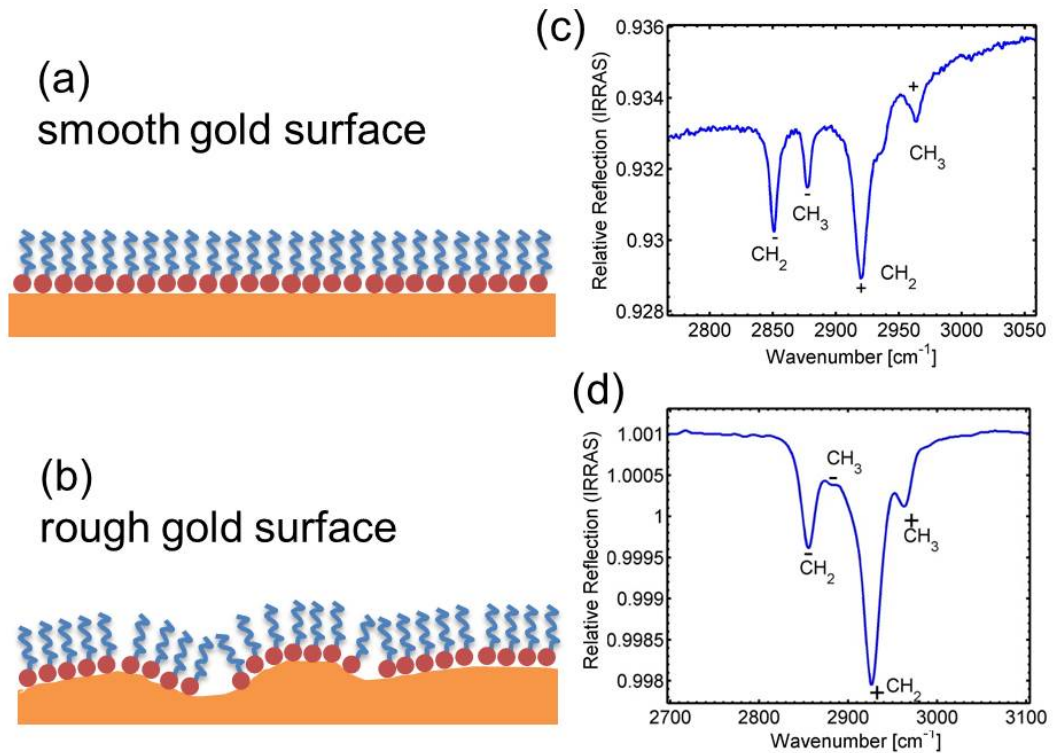 (a)
smooth gold surface
(b)
rough gold surface
(c)
0.936
0.934
0.932
0.93
0.928
Relative Reflection (IRRAS)
2800 2850 2900 2950 3000 3050
Wavenumber [cm⁻¹]
-
CH₂
-
CH₃
+
CH₂
+
CH₃
(d)
1.001
1.0005
1
0.9995
0.999
0.9985
0.998
Relative Reflection (IRRAS)
2700 2800 2900 3000 3100
Wavenumber [cm⁻¹]
-
CH₂
CH₃
-
+
CH₂
+
CH₃